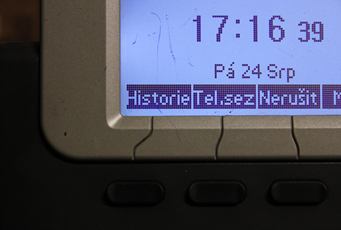 17:16 39
Pá 24 Srp
Historie Tel.sez Nerušit